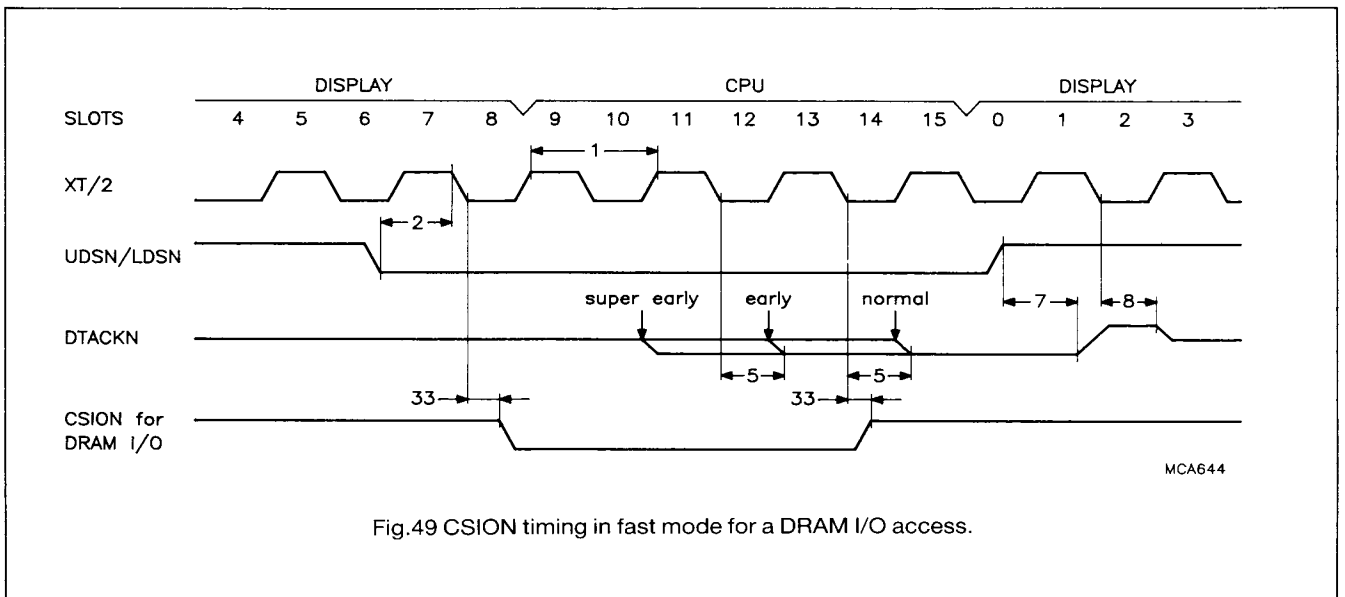 DISPLAY CPU DISPLAY
SLOTS 4 5 6 7 8 9 10 11 12 13 14 15 0 1 2 3
1
XT/2
2
UDSN/LDSN
super early early normal 7 8
DTACKN
5 5
33 33
CSION for
DRAM I/O
MCA644
Fig.49 CSION timing in fast mode for a DRAM I/O access.